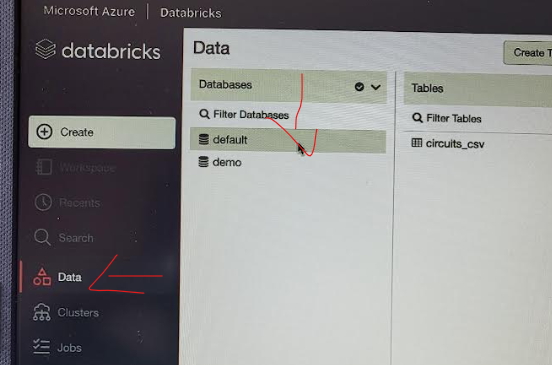 Microsoft Azure | Databricks
databricks
Create
Workspace
Recents
Search
Data
Clusters
Jobs
Data
Create T
Databases
Filter Databases
default
demo
Tables
Filter Tables
circuits_csv